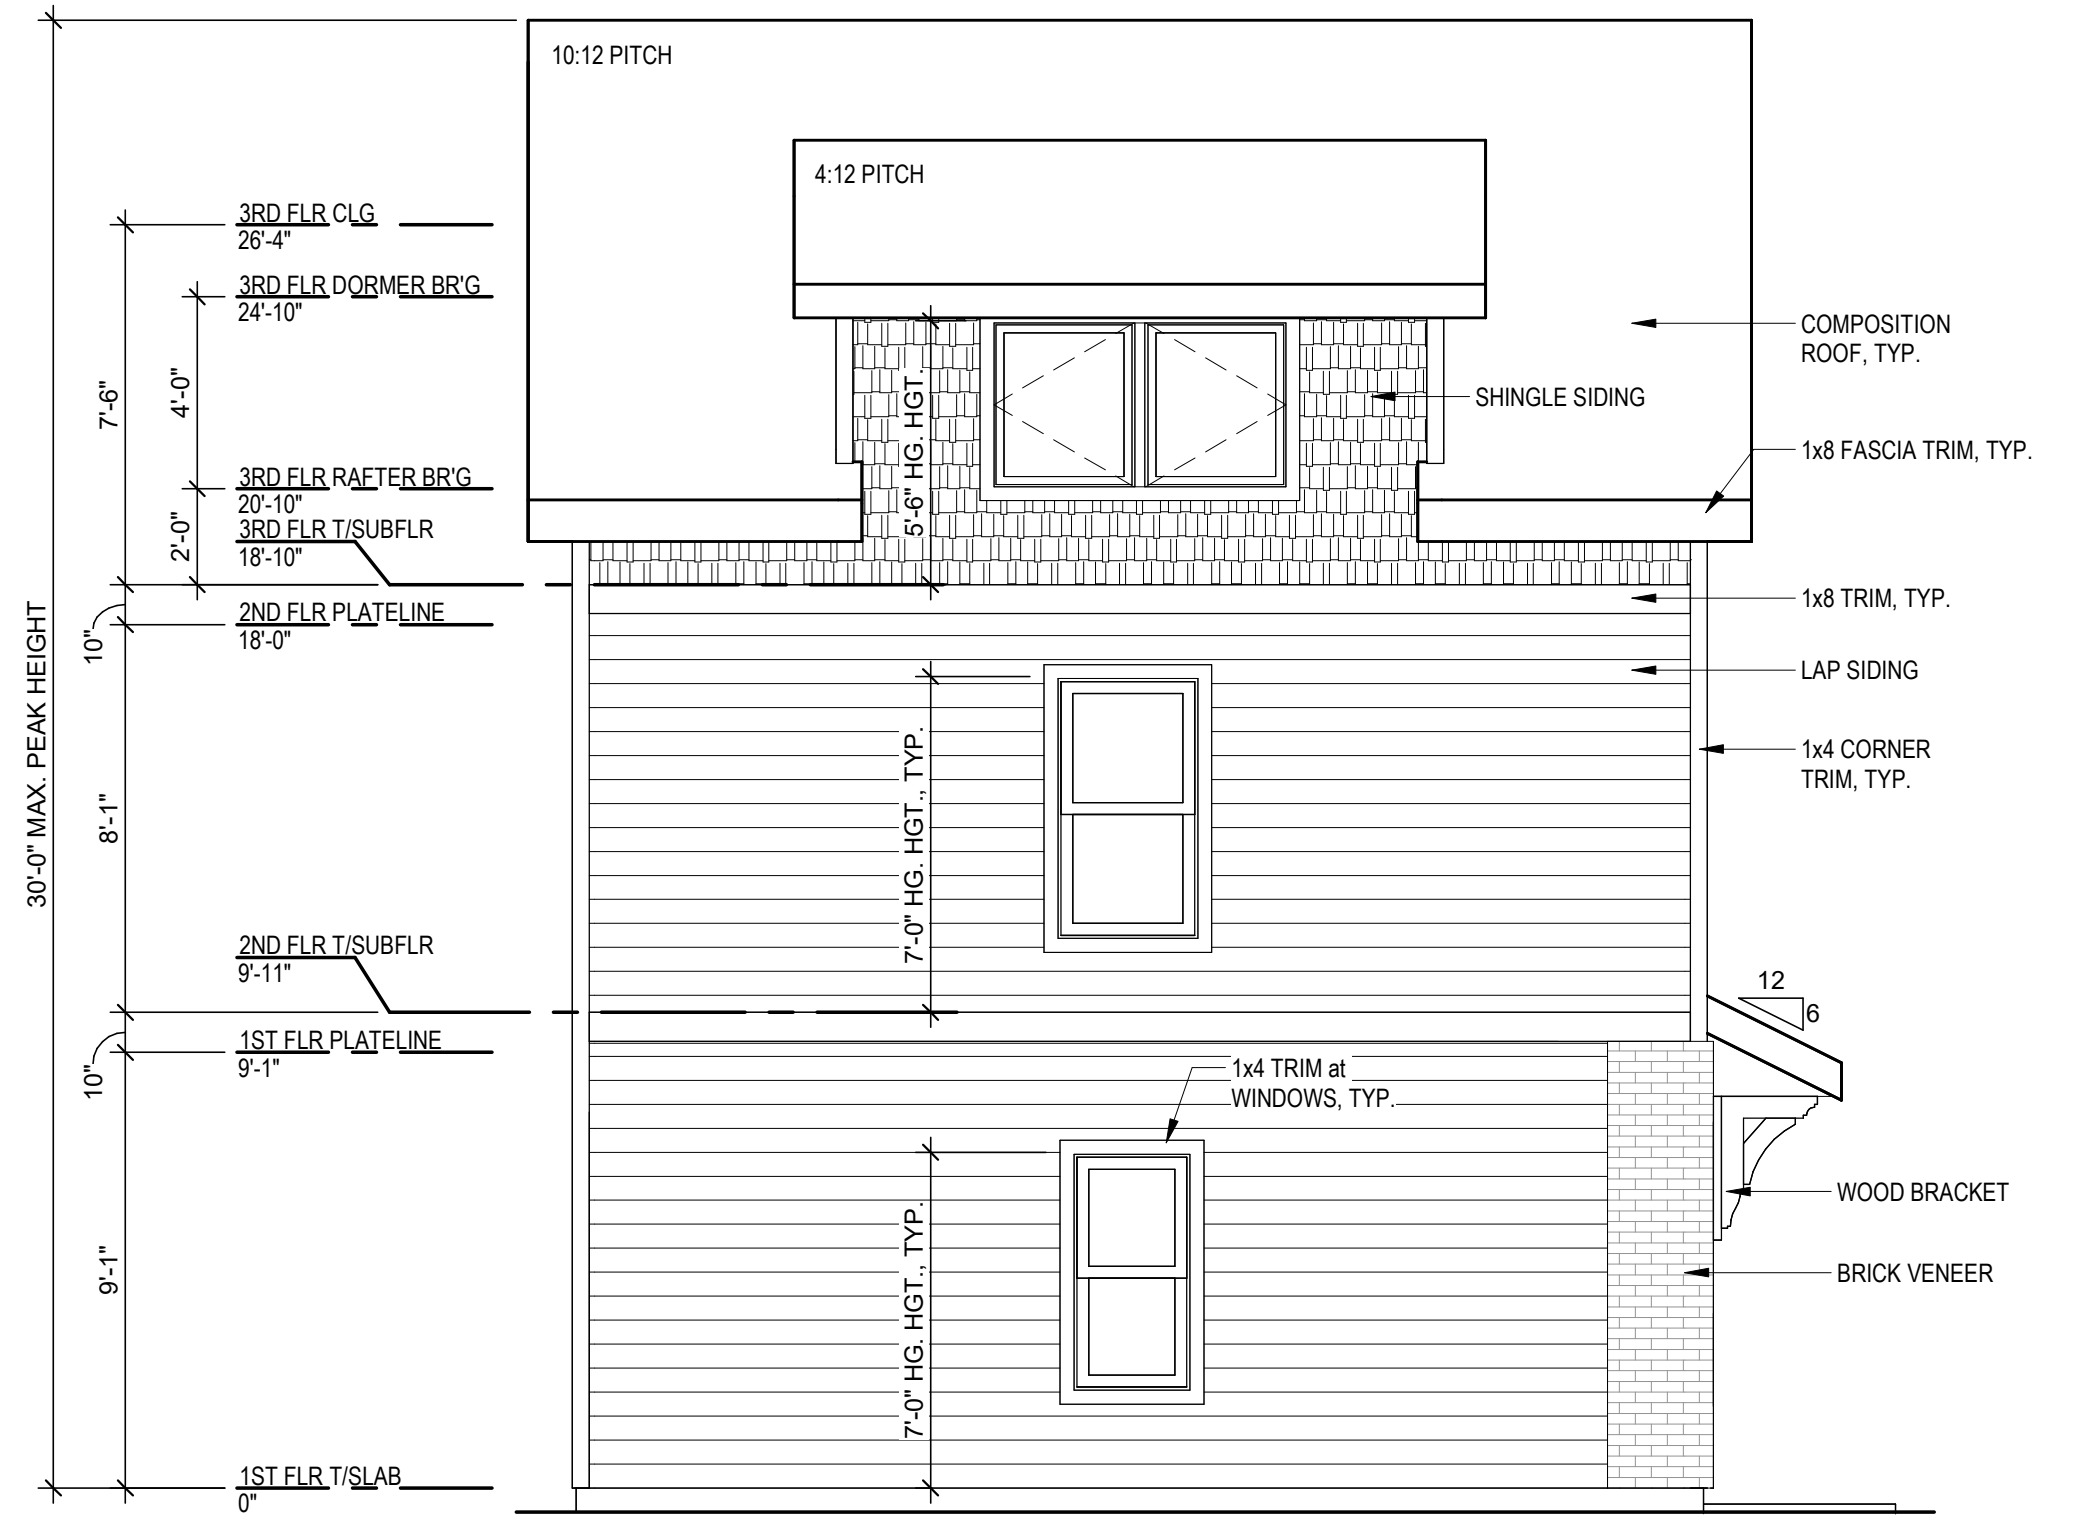 10:12 PITCH
4:12 PITCH
3RD FLR CLG
26'-4"
3RD FLR DORMER BR'G
24'-10"
3RD FLR RAFTER BR'G
20'-10"
3RD FLR T/SUBFLR
18'-10"
2ND FLR PLATELINE
18'-0"
2ND FLR T/SUBFLR
9'-11"
1ST FLR PLATELINE
9'-1"
1ST FLR T/SLAB
0"
30'-0" MAX. PEAK HEIGHT
7'-6"
4'-0"
2'-0"
10"
8'-1"
10"
9'-1"
5'-6" HG. HGT.
7'-0" HG. HGT., TYP.
7'-0" HG. HGT., TYP.
COMPOSITION
ROOF, TYP.
SHINGLE SIDING
1x8 FASCIA TRIM, TYP.
1x8 TRIM, TYP.
LAP SIDING
1x4 CORNER
TRIM, TYP.
12
6
1x4 TRIM at
WINDOWS, TYP.
WOOD BRACKET
BRICK VENEER